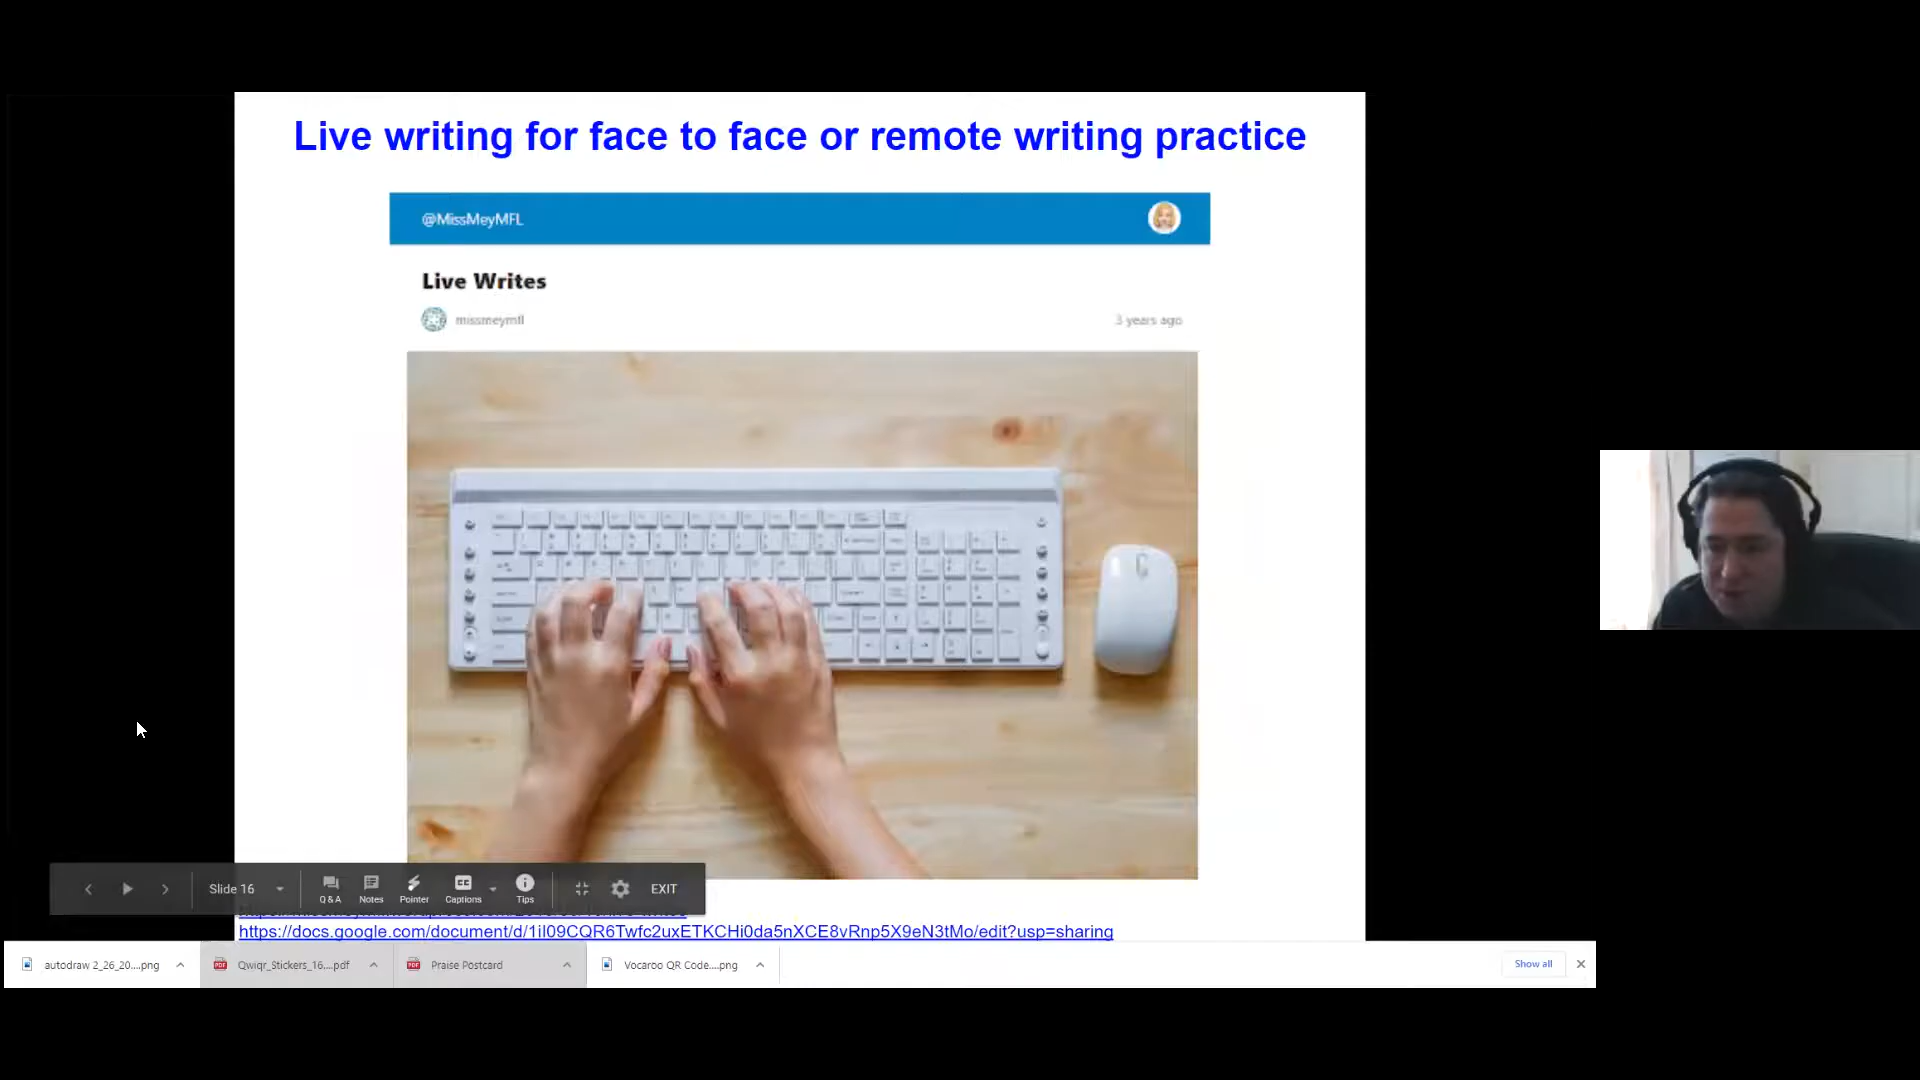 Live writing for face to face or remote writing practice
@MissMeyMFL
Live Writes
missmeymfl
3 years ago
Slide 16
Q & A
Notes
Pointer
Captions
Tips
EXIT
https://docs.google.com/document/d/1iI09CQR6Twfc2uxETKCHi0da5nXCE8vRnp5X9eN3tMo/edit?usp=sharing
autodraw 2_26_20....png
Qwiqr_Stickers_16....pdf
Praise Postcard
Vocaroo QR Code....png
Show all